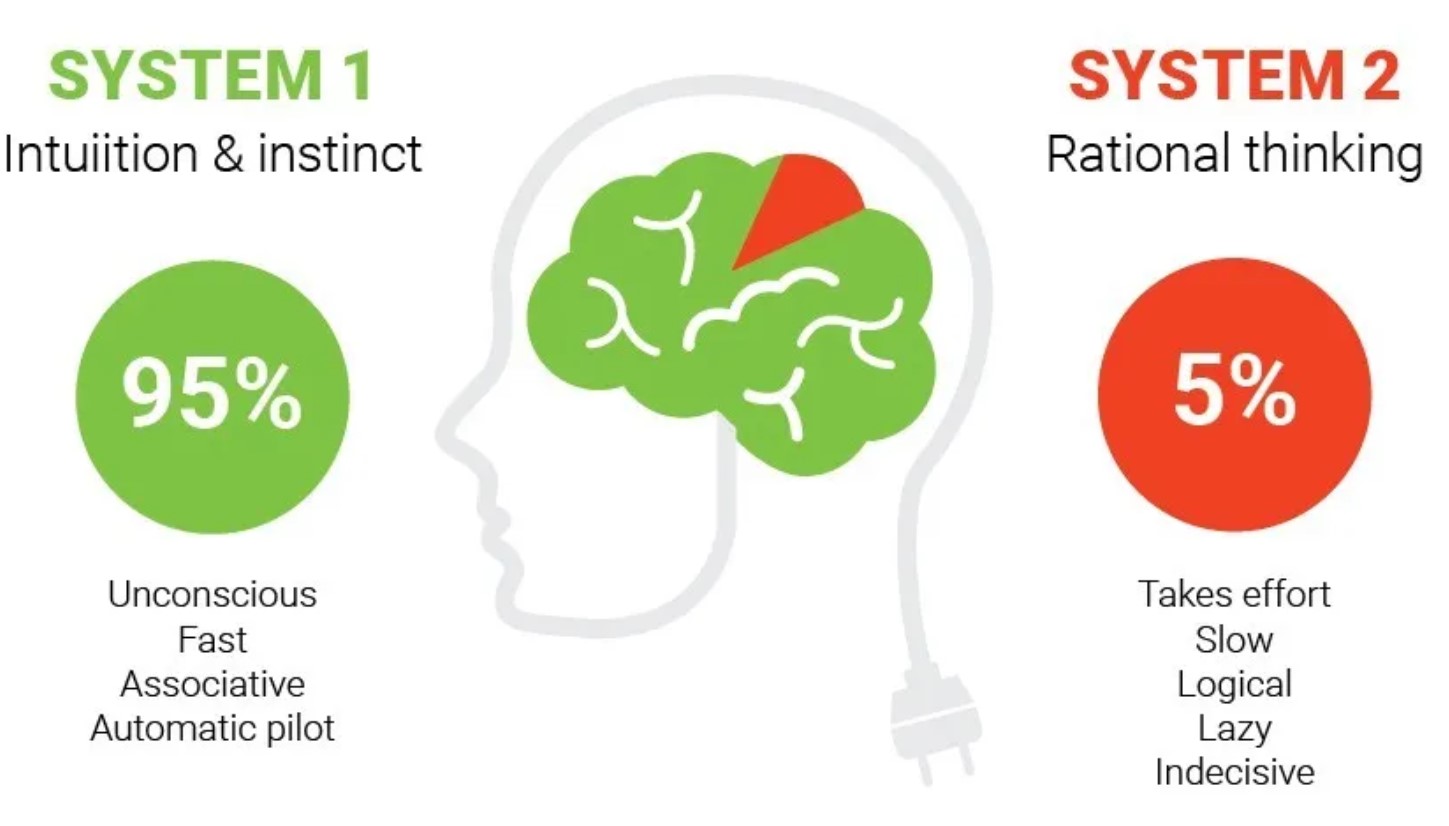 SYSTEM 1
Intuiition & instinct
95%
Unconscious
Fast
Associative
Automatic pilot
SYSTEM 2
Rational thinking
5%
Takes effort
Slow
Logical
Lazy
Indecisive